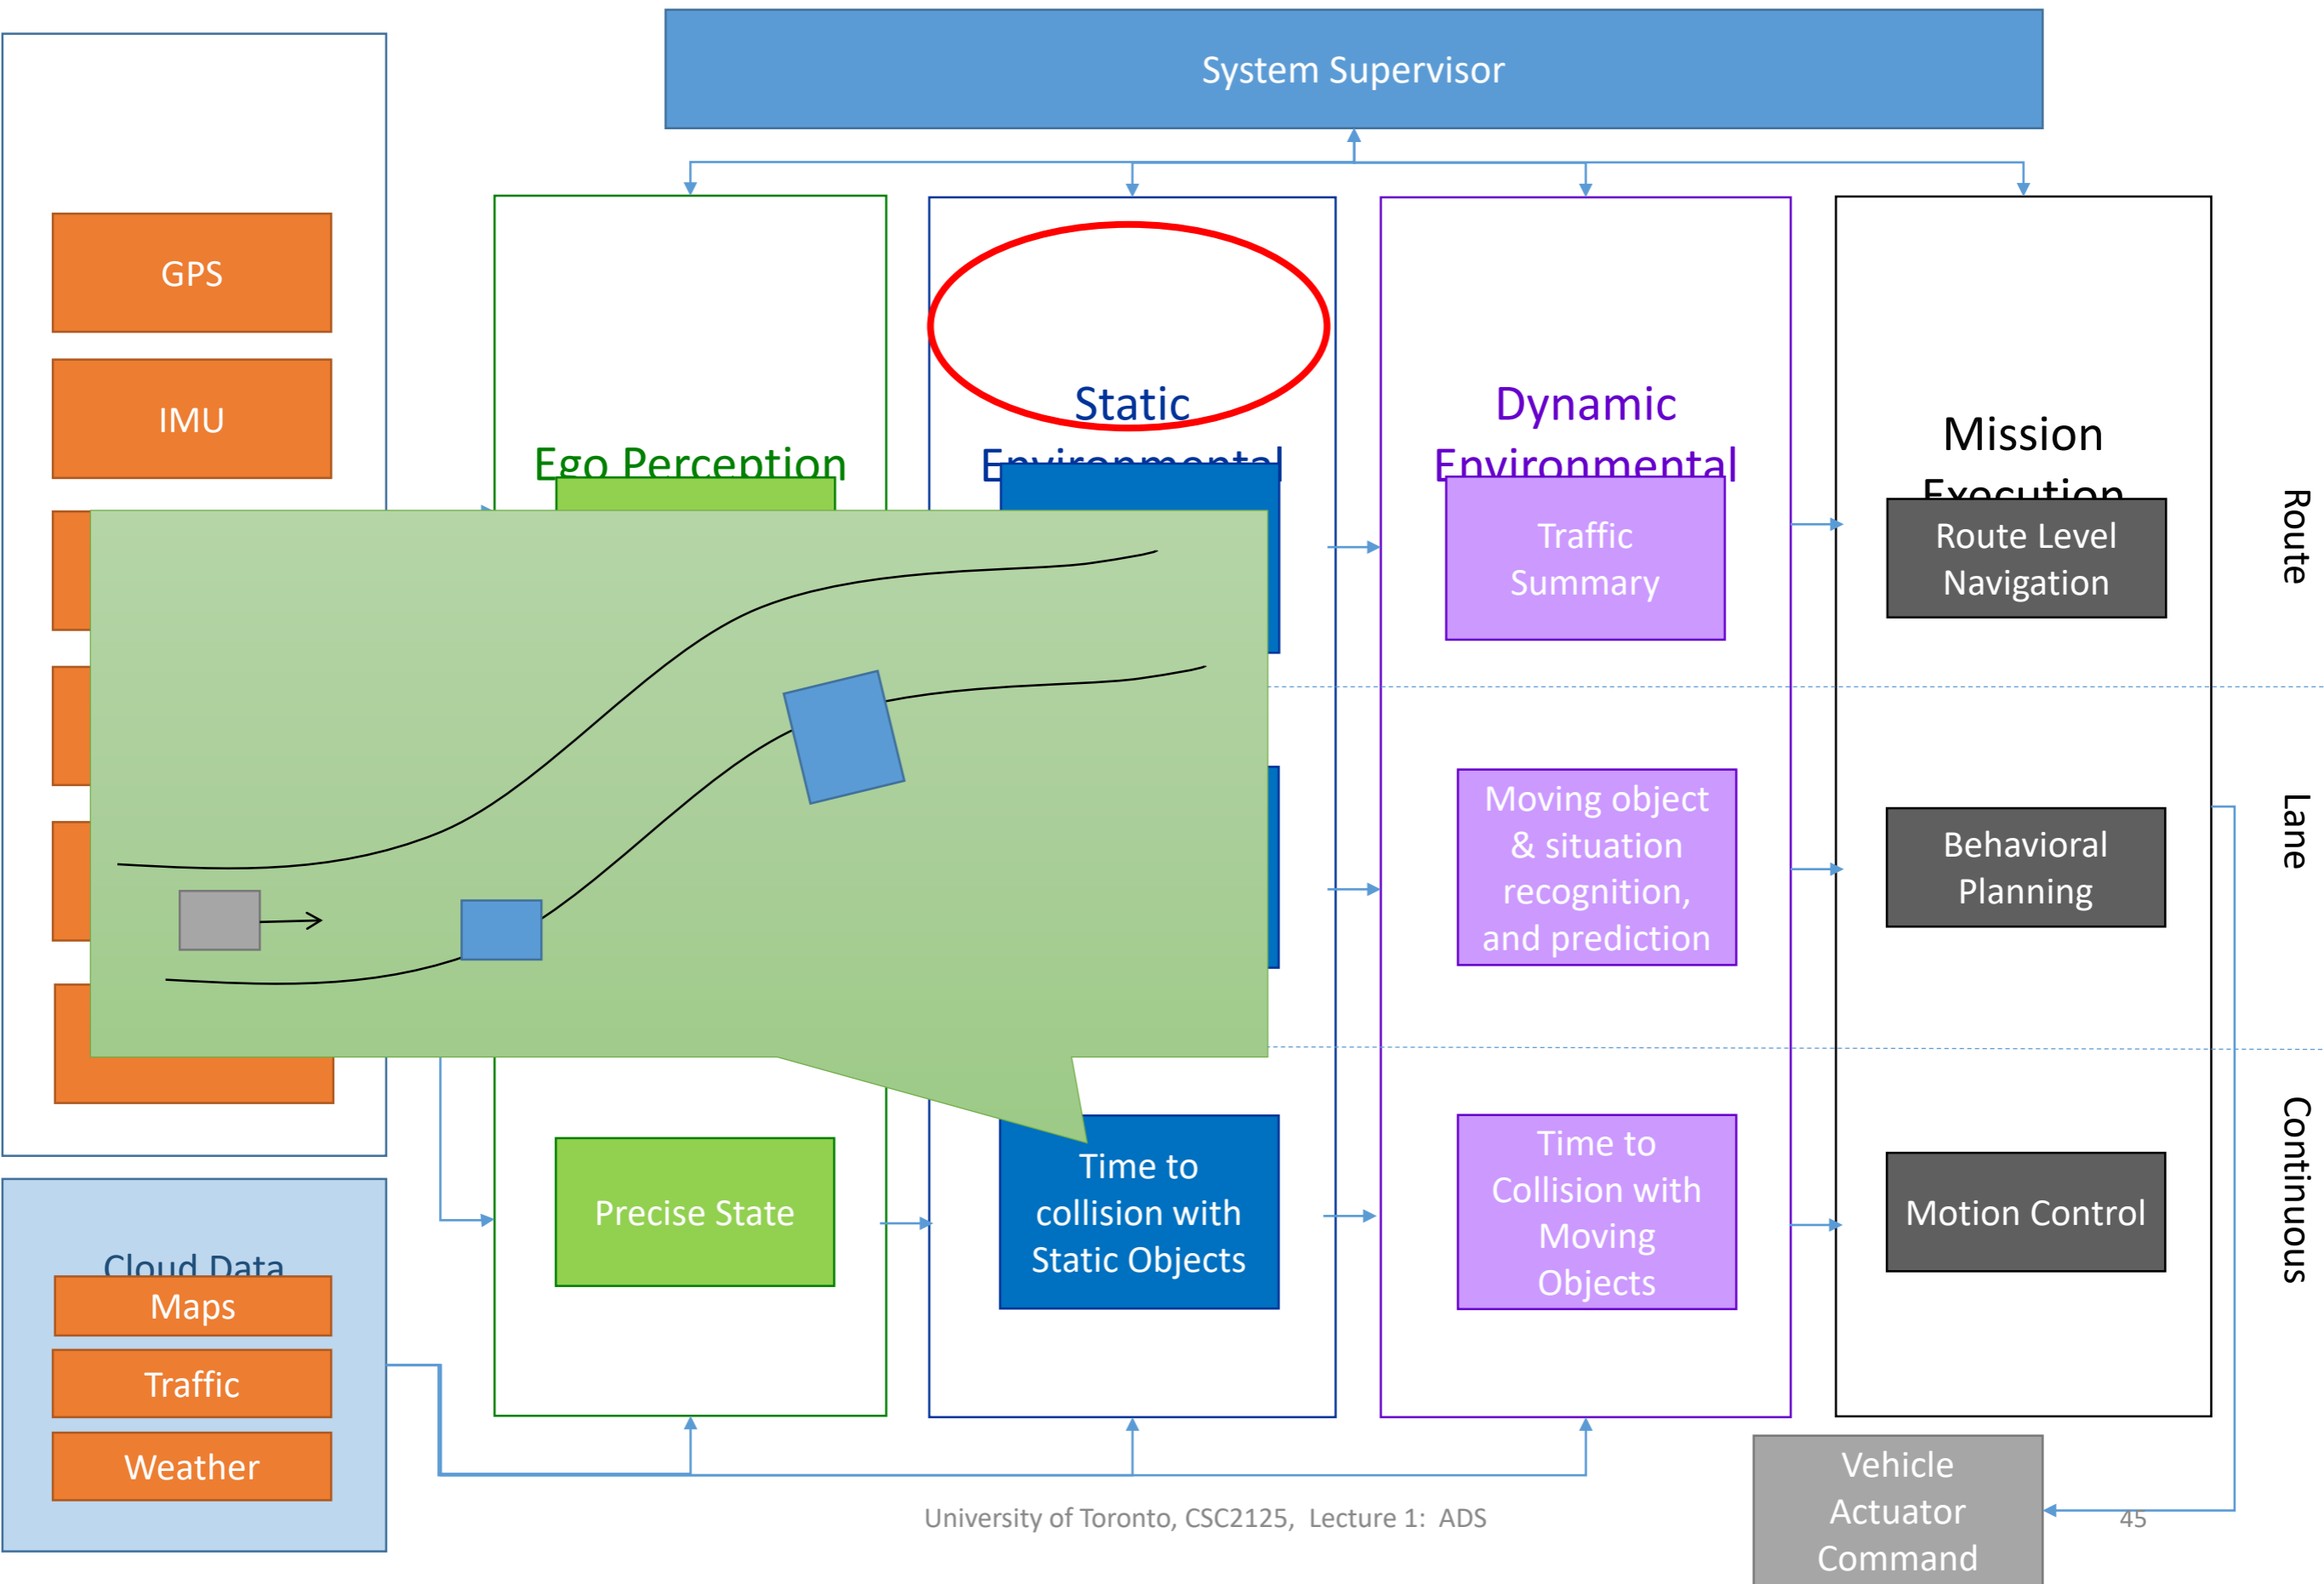 System Supervisor
GPS
IMU
Ego Perception
Static
Environmental
Dynamic
Environmental
Mission
Execution
Traffic
Summary
Route Level
Navigation
Route
Moving object
& situation
recognition,
and prediction
Behavioral
Planning
Lane
Precise State
Time to
collision with
Static Objects
Time to
Collision with
Moving
Objects
Motion Control
Continuous
Cloud Data
Maps
Traffic
Weather
Vehicle
Actuator
Command
University of Toronto, CSC2125, Lecture 1: ADS
45